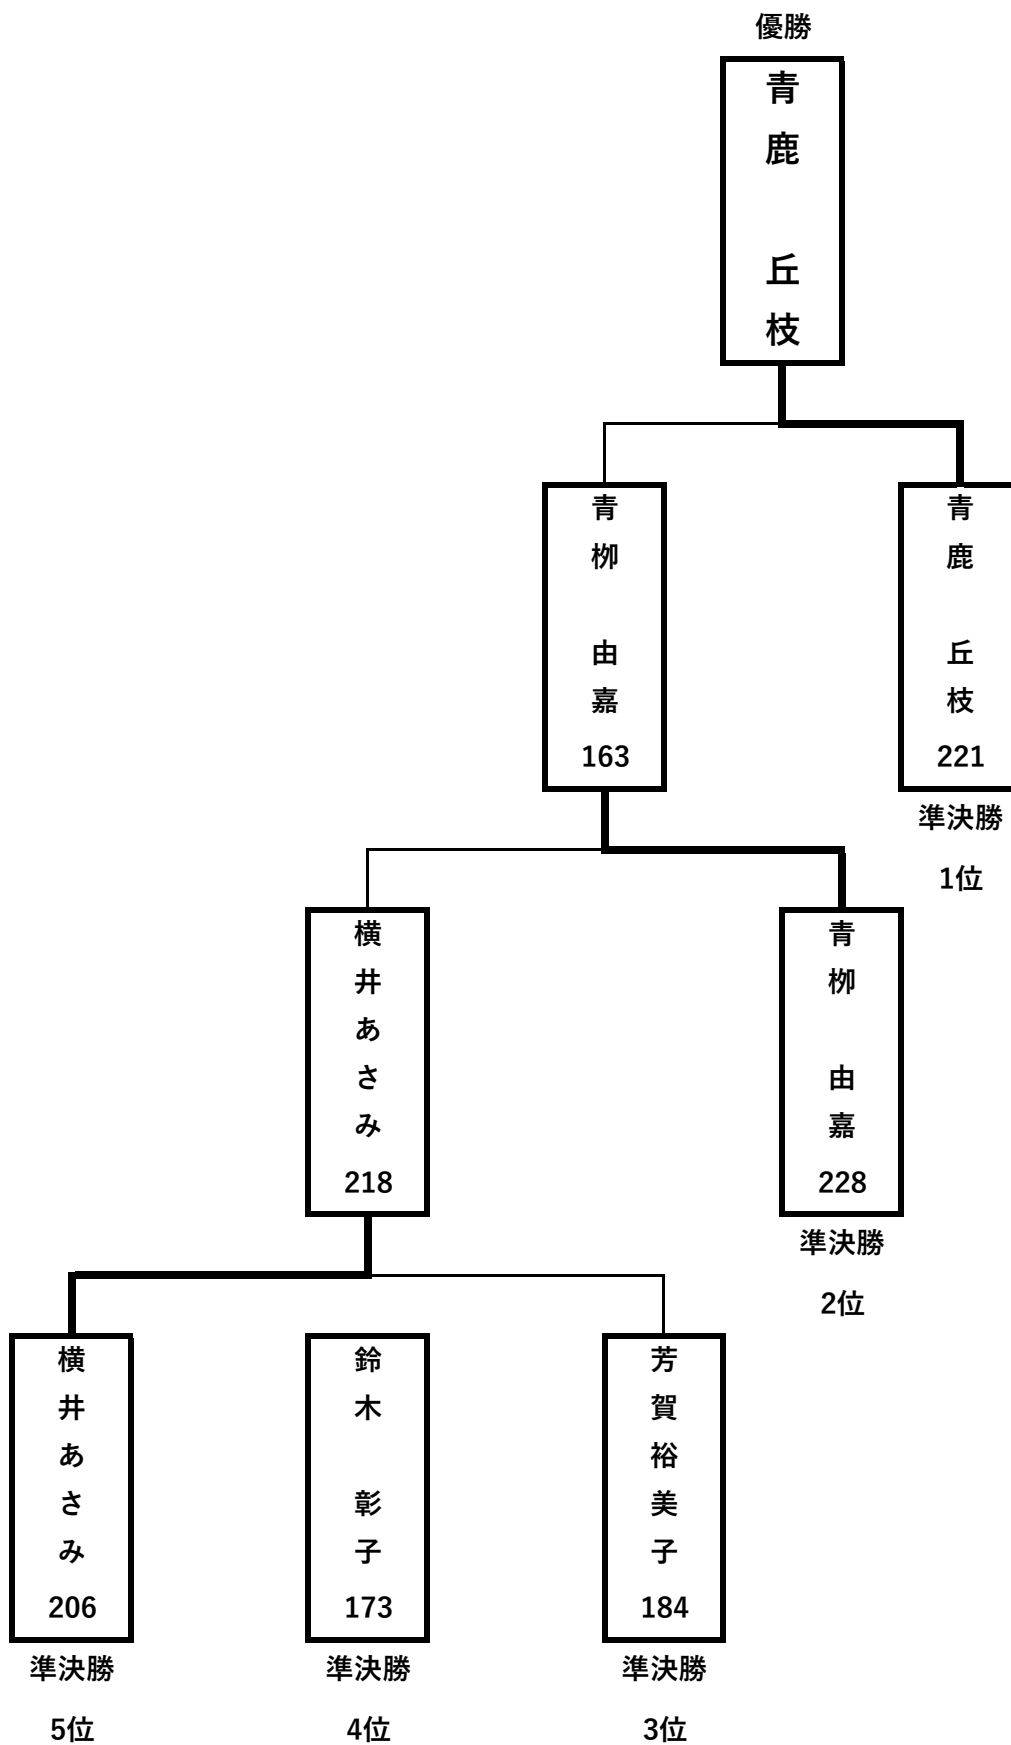 優勝
青鹿　丘枝
青栁　由嘉
163
青鹿　丘枝
221
準決勝
1位
横井あさみ
218
青栁　由嘉
228
準決勝
2位
横井あさみ
206
準決勝
5位
鈴木　彰子
173
準決勝
4位
芳賀裕美子
184
準決勝
3位